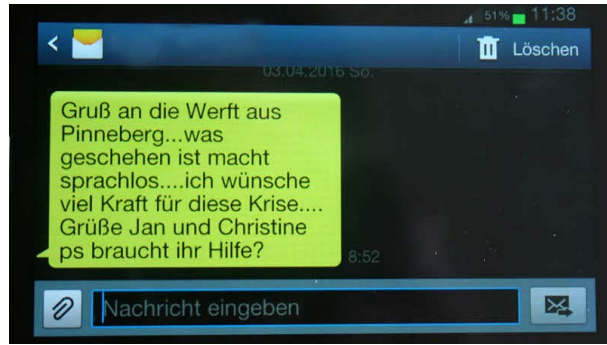 51% 11:38
Löschen
03.04.2016 So.
Gruß an die Werft aus
Pinneberg...was
geschehen ist macht
sprachlos....ich wünsche
viel Kraft für diese Krise....
Grüße Jan und Christine
ps braucht ihr Hilfe?
8:52
Nachricht eingeben